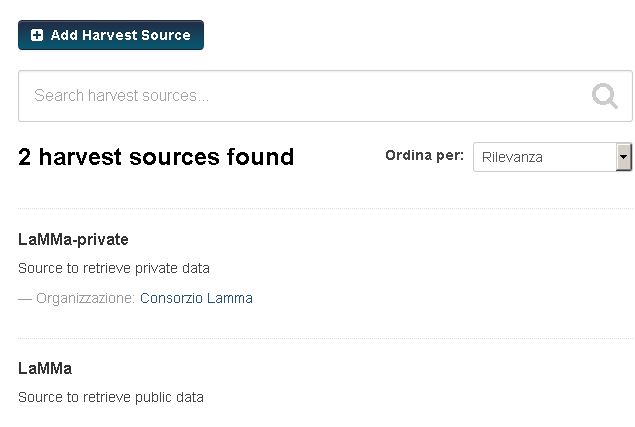 Add Harvest Source
Search harvest sources...
2 harvest sources found
Ordina per: Rilevanza
LaMMa-private
Source to retrieve private data
— Organizzazione: Consorzio Lamma
LaMMa
Source to retrieve public data